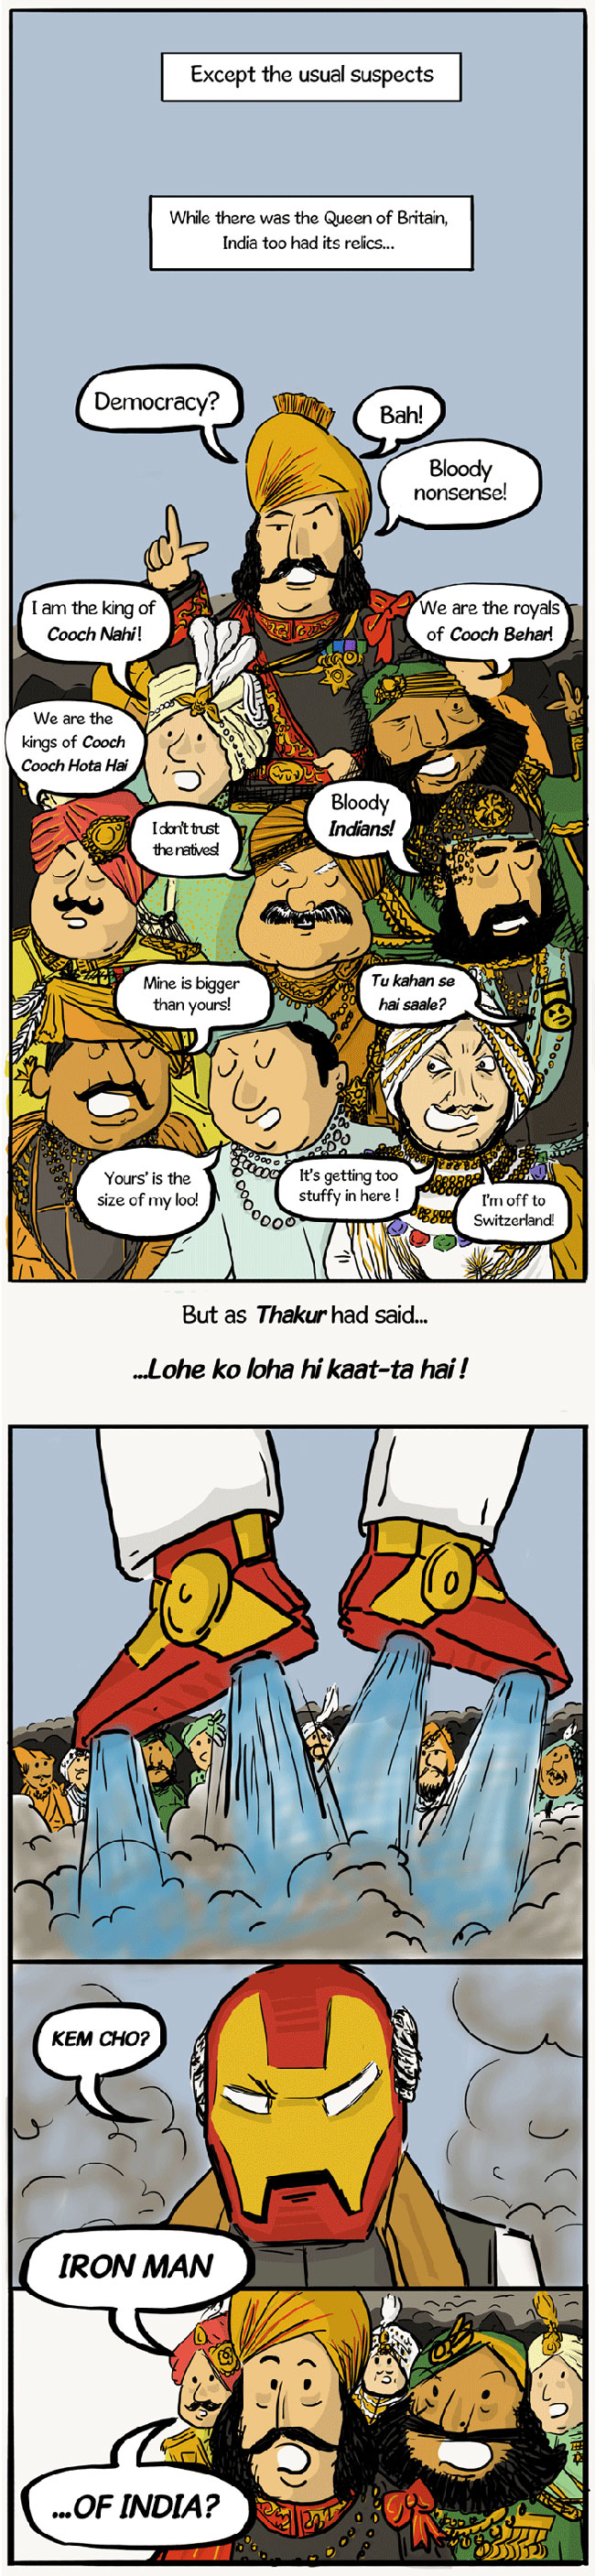 Except the usual suspects
While there was the Queen of Britain,
India too had its relics...
Democracy?
Bah!
Bloody
nonsense!
I am the king of
Cooch Nahi!
We are the royals
of Cooch Behar!
We are the
kings of Cooch
Cooch Hota Hai
I don't trust
the natives!
Bloody
Indians!
Mine is bigger
than yours!
Tu kahan se
hai saale?
Yours' is the
size of my loo!
It's getting too
stuffy in here !
I'm off to
Switzerland!
But as Thakur had said...
...Lohe ko loha hi kaat-ta hai!
KEM CHO?
IRON MAN
...OF INDIA?